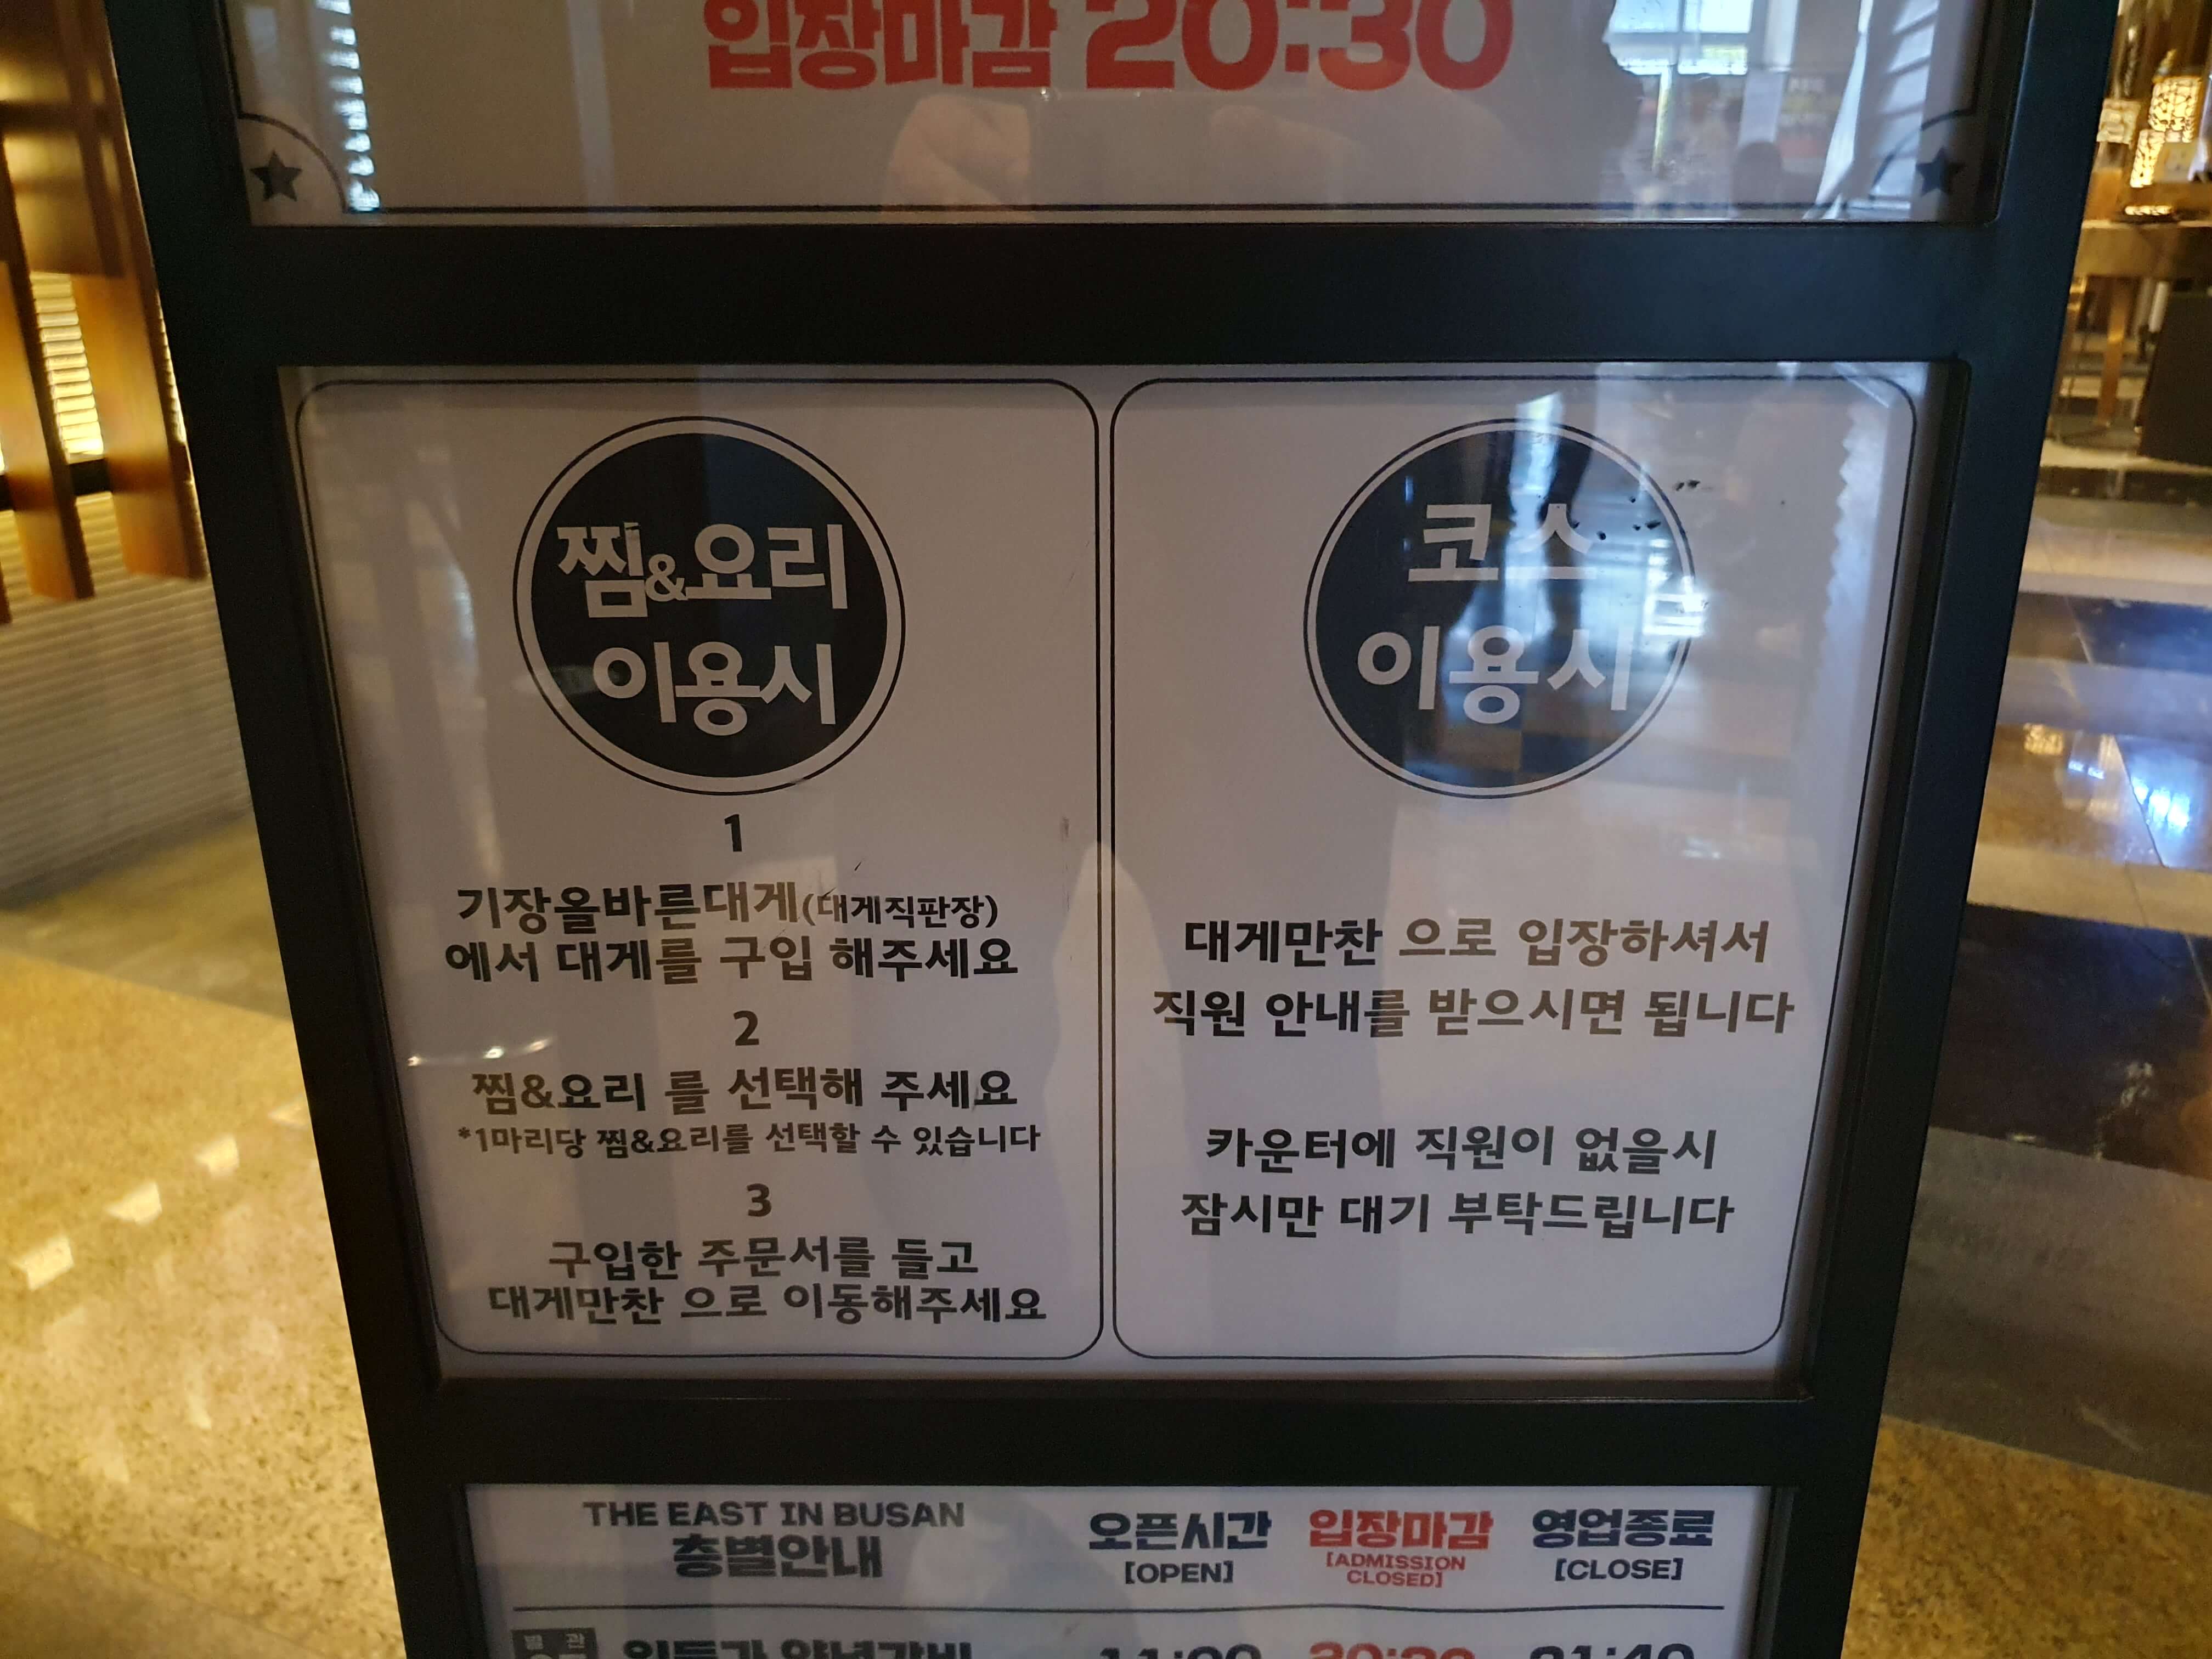 입장마감 20:30
찜&요리
이용시
1
기장올바른대게(대게직판장)
에서 대게를 구입 해주세요
2
찜&요리 를 선택해 주세요
*1마리당 찜&요리를 선택할 수 있습니다
3
구입한 주문서를 들고
대게만찬 으로 이동해주세요
코스
이용시
대게만찬 으로 입장하셔서
직원 안내를 받으시면 됩니다
카운터에 직원이 없을시
잠시만 대기 부탁드립니다
THE EAST IN BUSAN
층별안내
오픈시간
[OPEN]
입장마감
[ADMISSION
CLOSED]
영업종료
[CLOSE]
별관